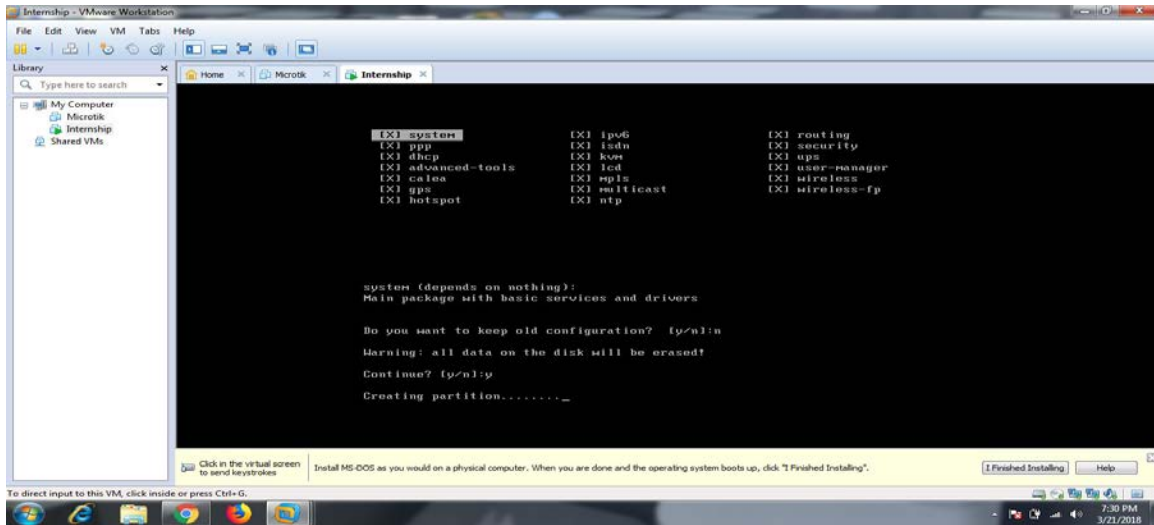 Internship - VMware Workstation
File Edit View VM Tabs Help
Library
Type here to search
My Computer
Microtik
Internship
Shared VMs
Home
Microtik
Internship
[X] system [X] ipv6 [X] routing
[X] ppp [X] isdn [X] security
[X] dhcp [X] kvm [X] ups
[X] advanced-tools [X] lcd [X] user-manager
[X] calea [X] mpls [X] wireless
[X] gps [X] multicast [X] wireless-fp
[X] hotspot [X] ntp
system (depends on nothing):
Main package with basic services and drivers
Do you want to keep old configuration? [y/n]:n
Warning: all data on the disk will be erased!
Continue? [y/n]:y
Creating partition........_
Click in the virtual screen
to send keystrokes
Install MS-DOS as you would on a physical computer. When you are done and the operating system boots up, click "I Finished Installing".
I Finished Installing
Help
To direct input to this VM, click inside or press Ctrl+G.
7:30 PM
3/21/2018